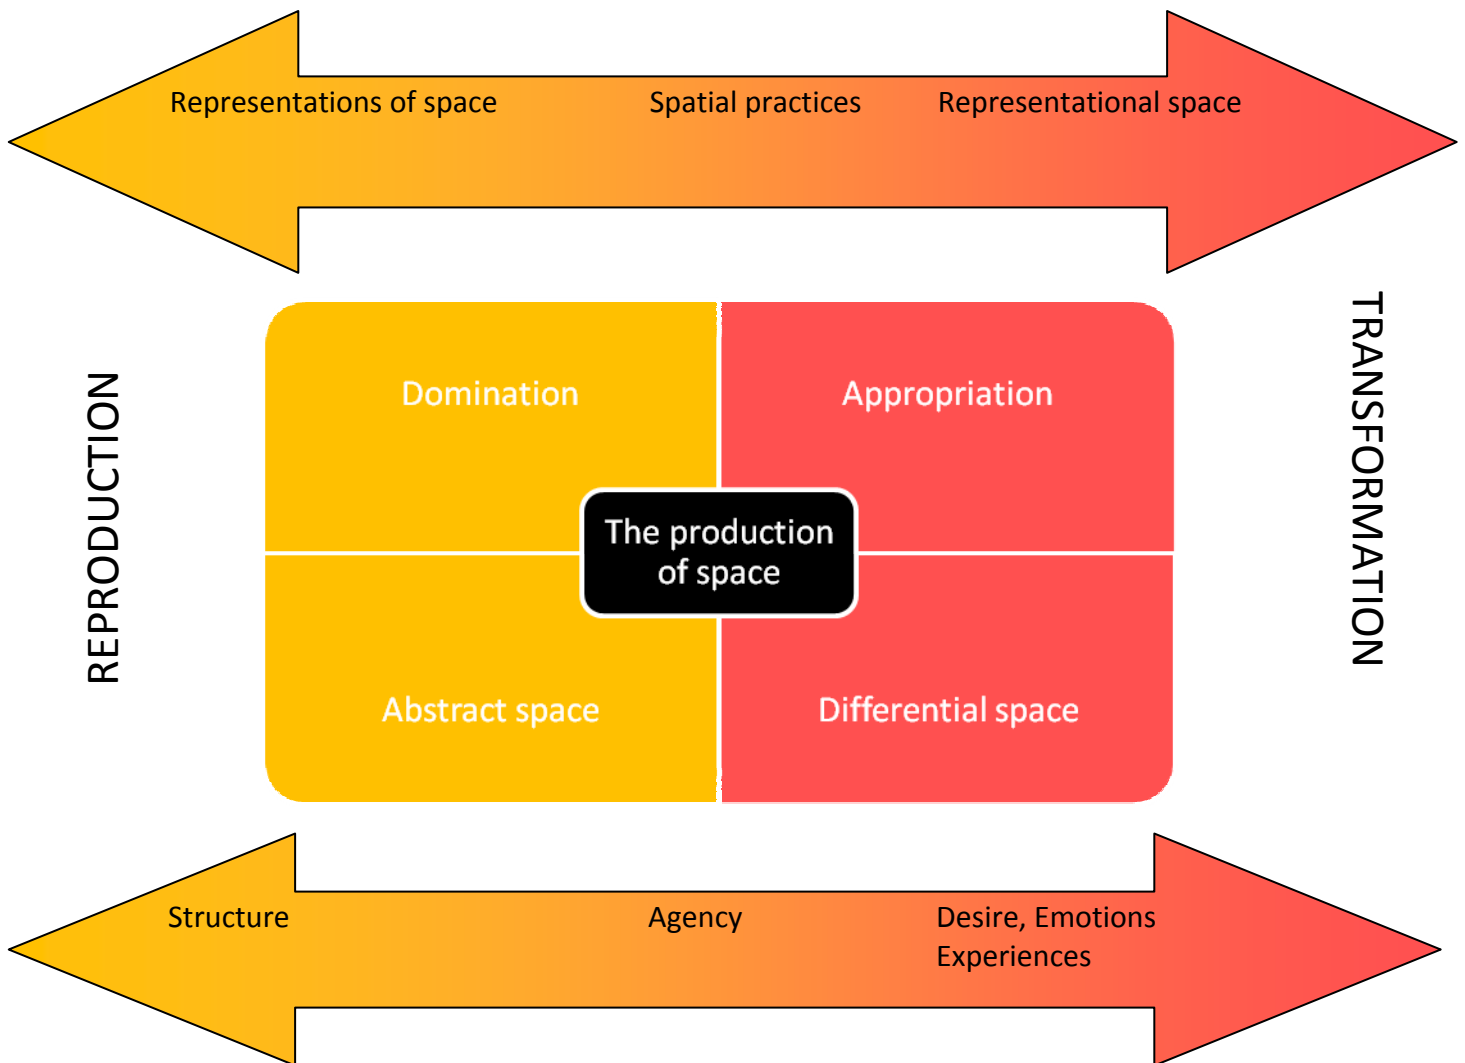 Representations of space
Spatial practices
Representational space
REPRODUCTION
TRANSFORMATION
Domination
Appropriation
The production
of space
Abstract space
Differential space
Structure
Agency
Desire, Emotions
Experiences